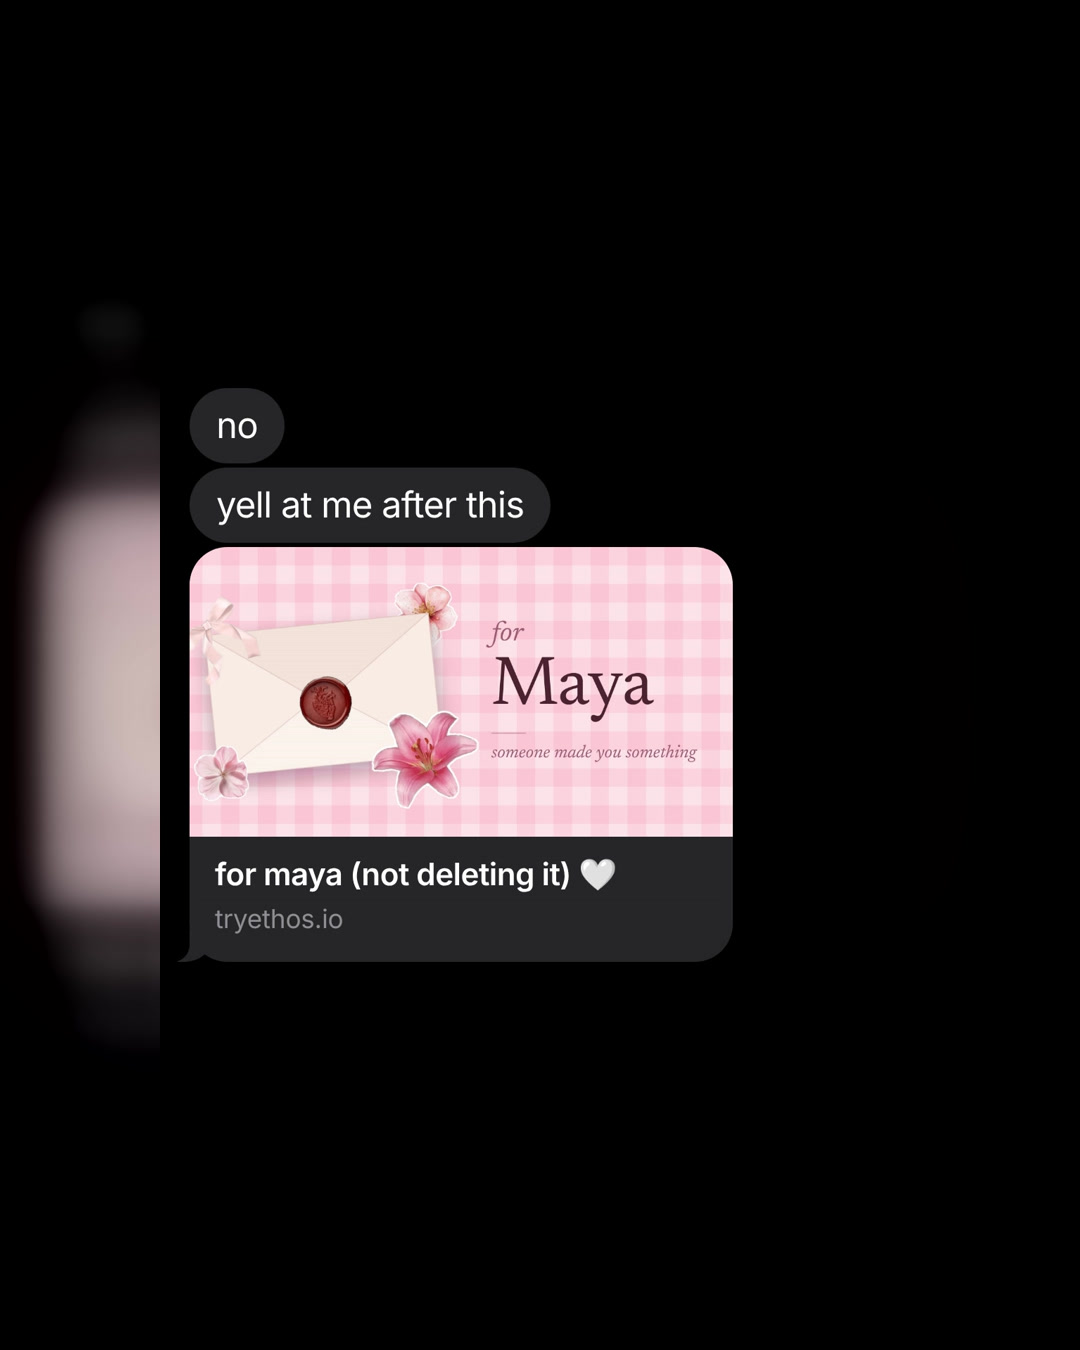 no
yell at me after this
for
Maya
someone made you something
for maya (not deleting it) 🤍
tryethos.io